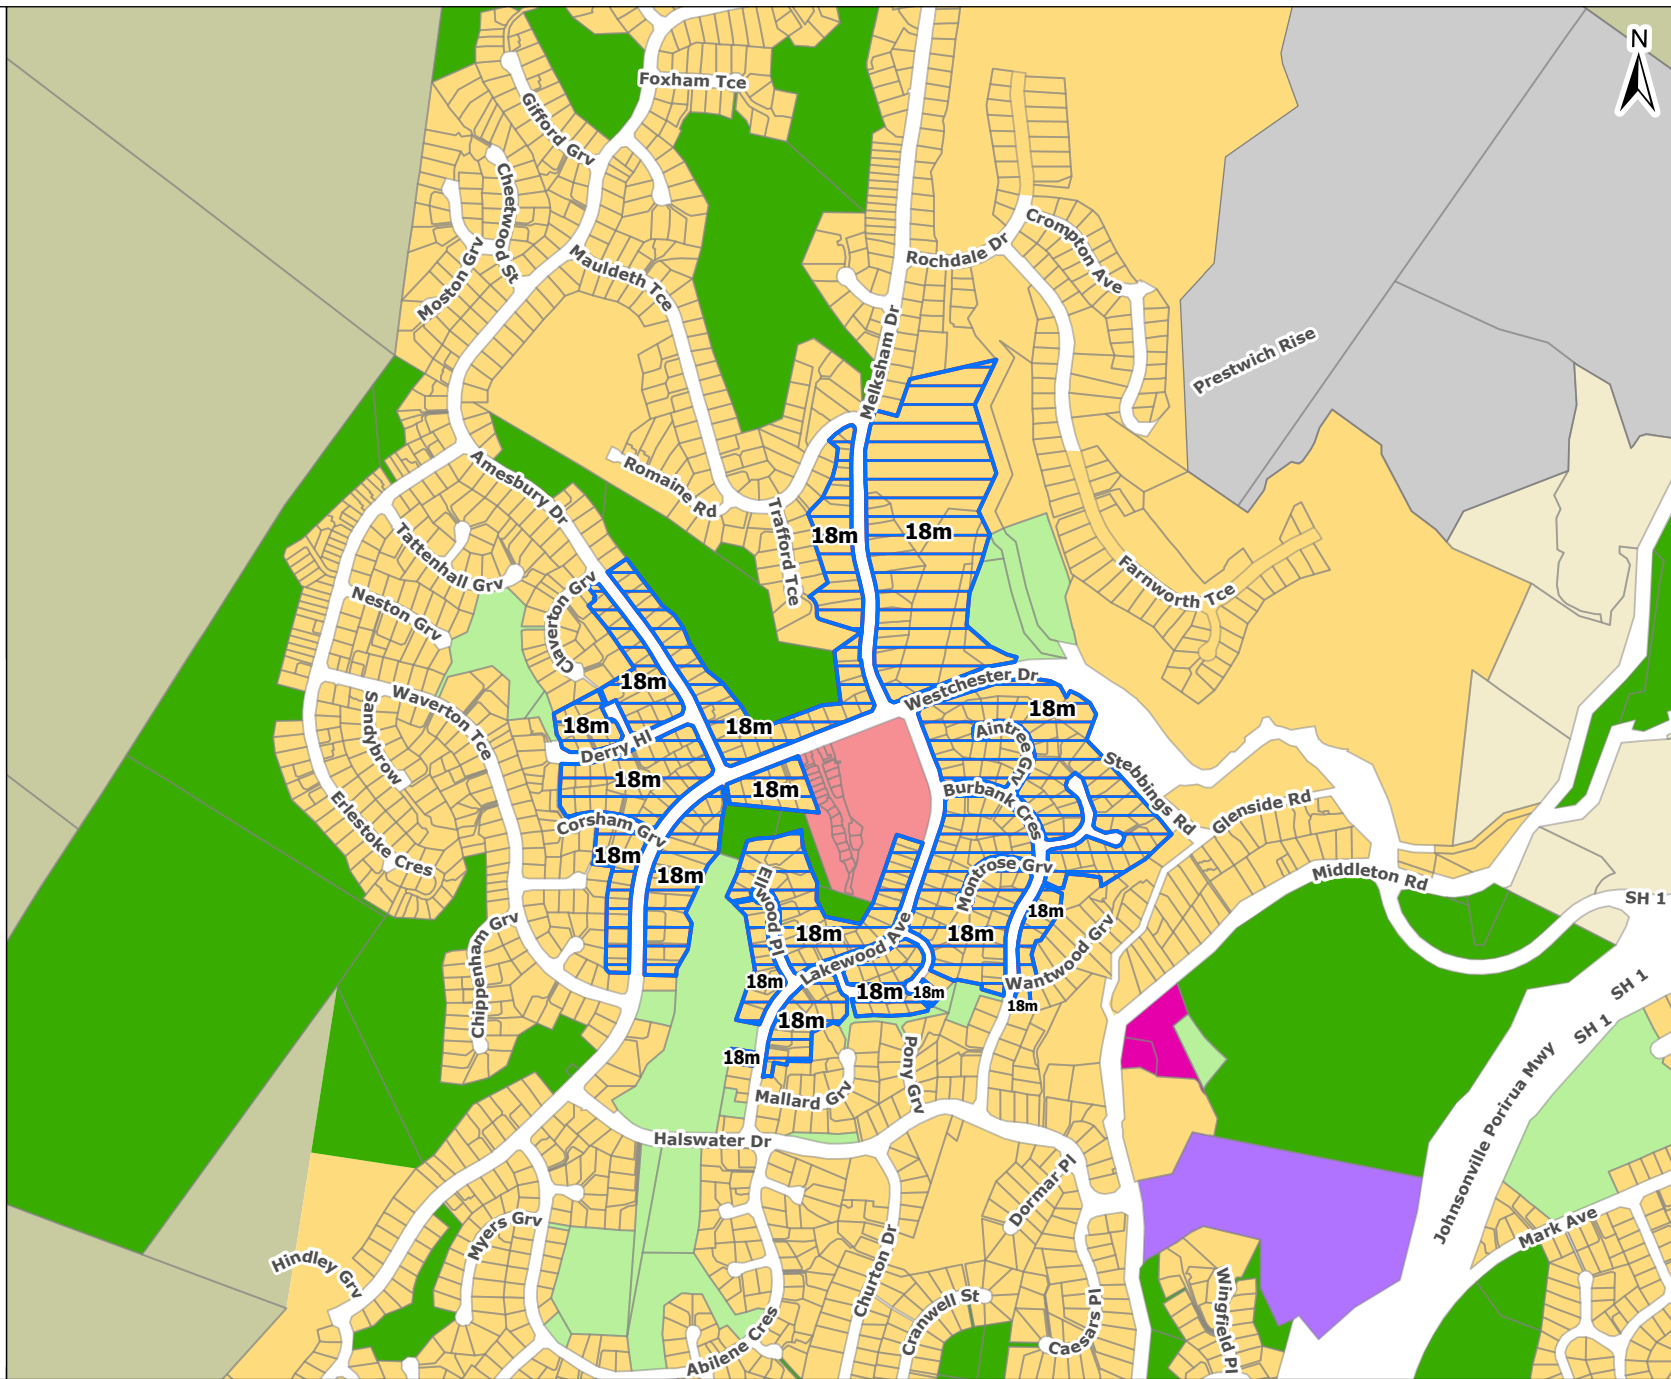 N
Foxham Tce
Gifford Grv
Cheetwood St
Moston Grv
Mauldeth Tce
Rochdale Dr
Crompton Ave
Melksham Dr
Prestwich Rise
Amesbury Dr
Romaine Rd
Trafford Tce
18m
18m
Tattenhall Grv
Neston Grv
Claverton Grv
Farnworth Tce
18m
Westchester Dr
Waverton Tce
Sandybrow
18m
18m
18m
Derry Hl
Aintree Grv
18m
18m
Stebbings Rd
Burbank Cres
Glenside Rd
Corsham Grv
Erlestoke Cres
18m
18m
Ellwood Pl
Montrose Grv
Middleton Rd
SH 1
18m
Chippenham Grv
18m
18m
Lakewood Ave
Wantwood Grv
18m
18m
18m
18m
SH 1
18m
SH 1
18m
Pony Grv
Mallard Grv
Johnsonville Porirua Mwy
Halswater Dr
Dormar Pl
Myers Grv
Mark Ave
Hindley Grv
Churton Dr
Cranwell St
Caesars Pl
Wingfield Pl
Abilene Cres